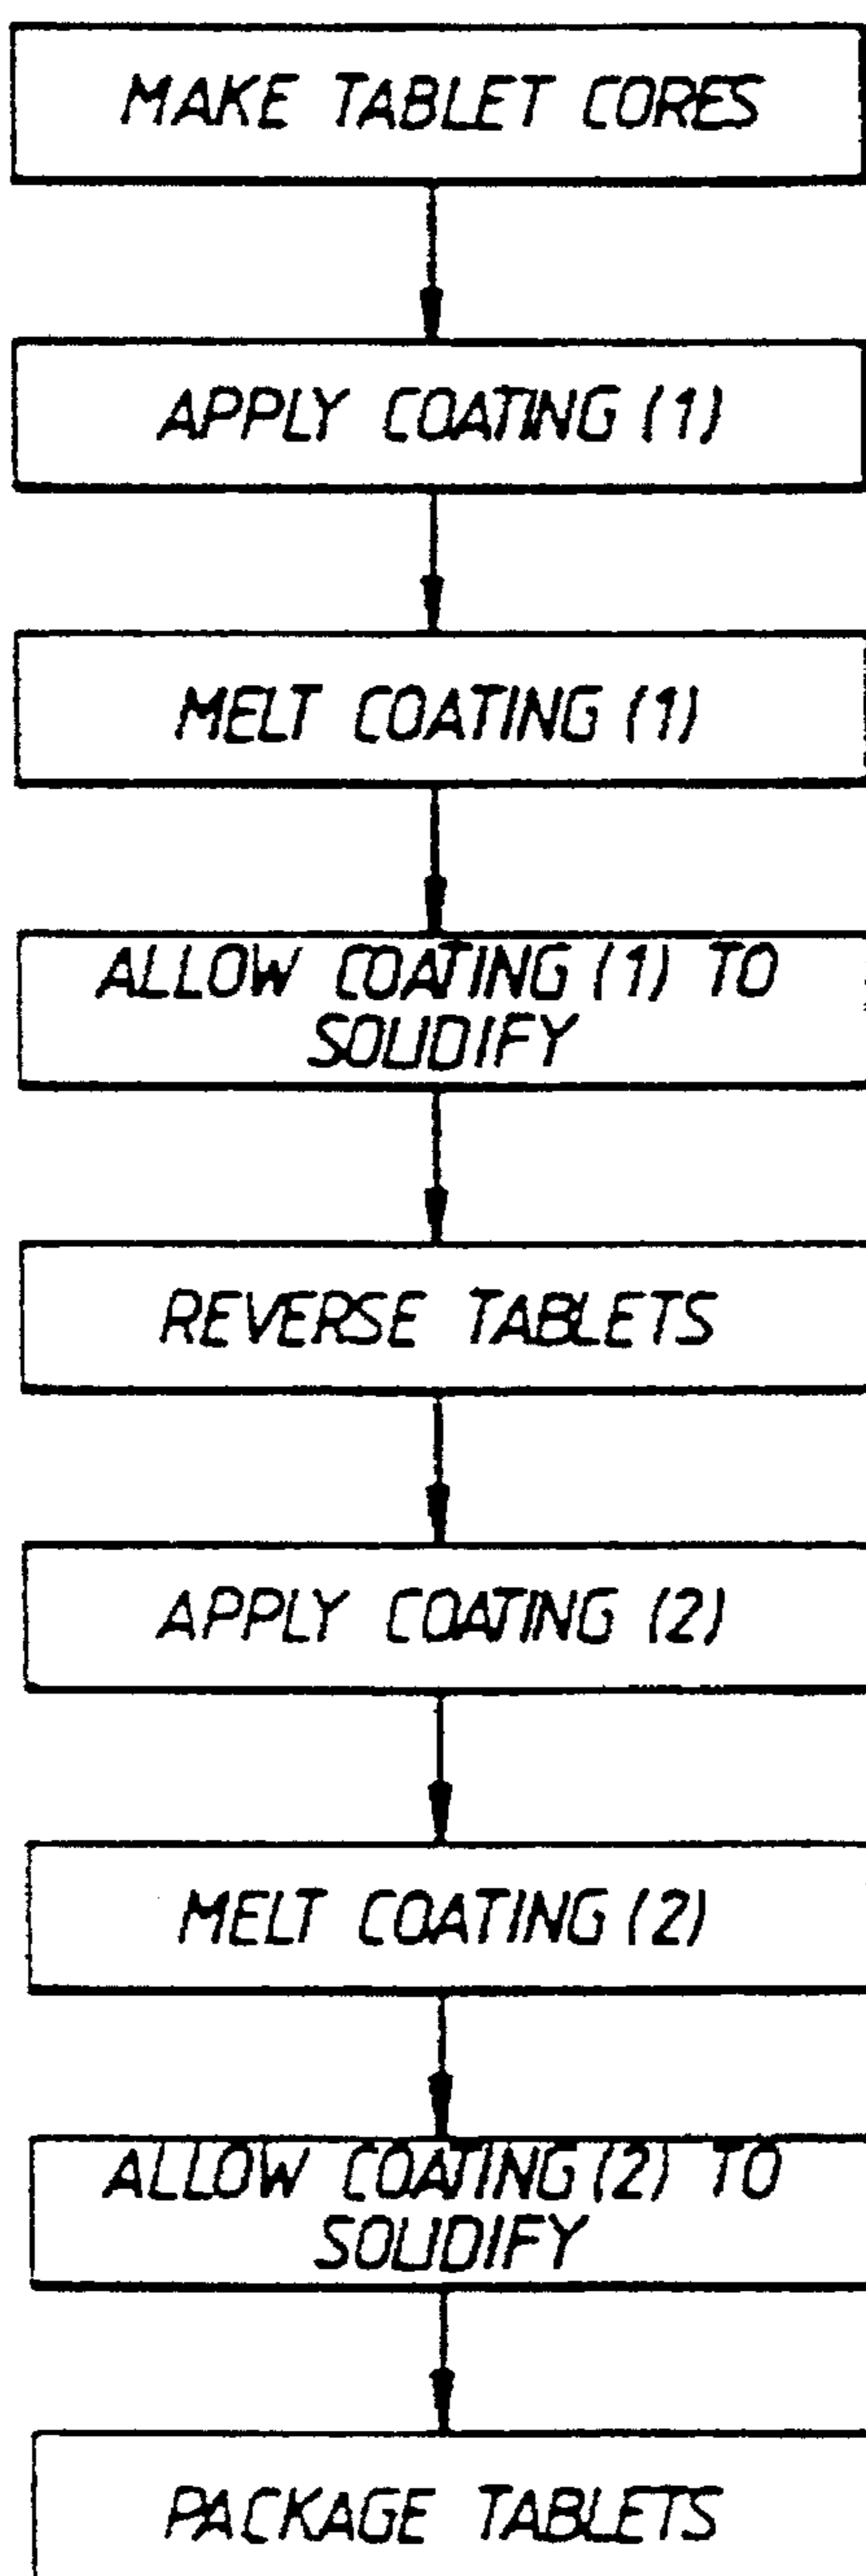 MAKE TABLET CORES
APPLY COATING (1)
MELT COATING (1)
ALLOW COATING (1) TO
SOLIDIFY
REVERSE TABLETS
APPLY COATING (2)
MELT COATING (2)
ALLOW COATING (2) TO
SOLIDIFY
PACKAGE TABLETS